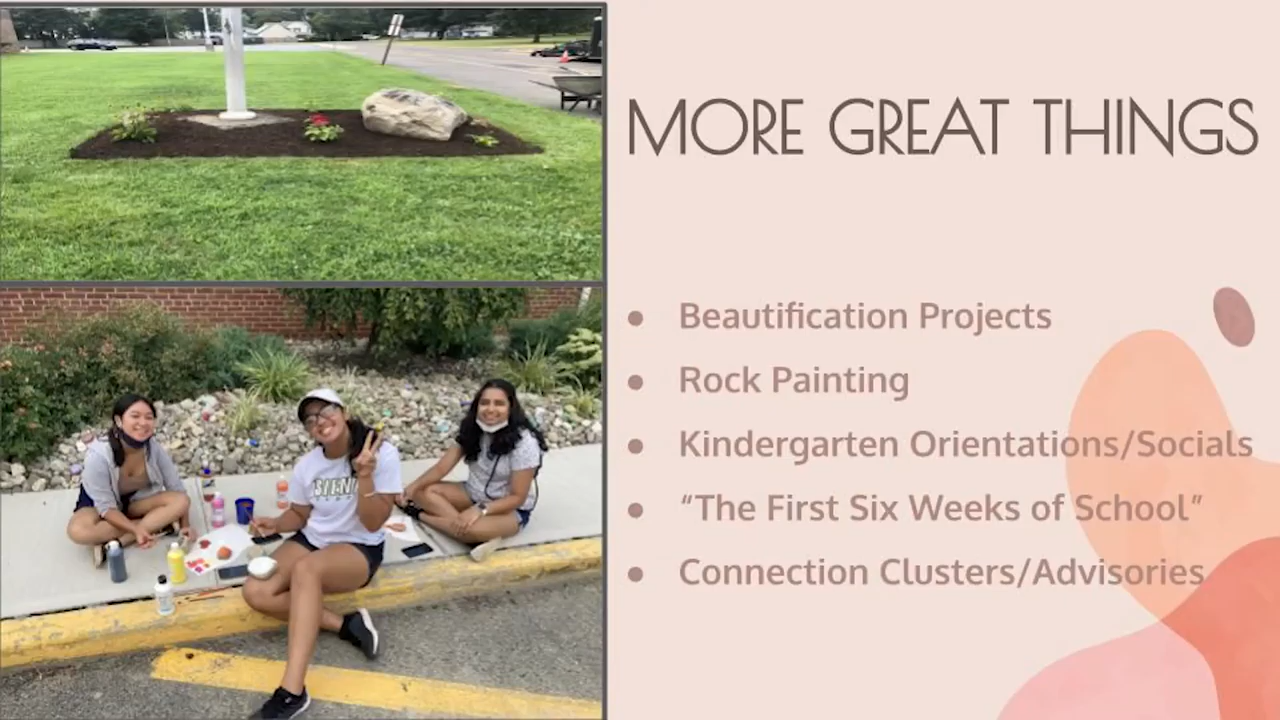 MORE GREAT THINGS
Beautification Projects
Rock Painting
Kindergarten Orientations/Socials
“The First Six Weeks of School”
Connection Clusters/Advisories